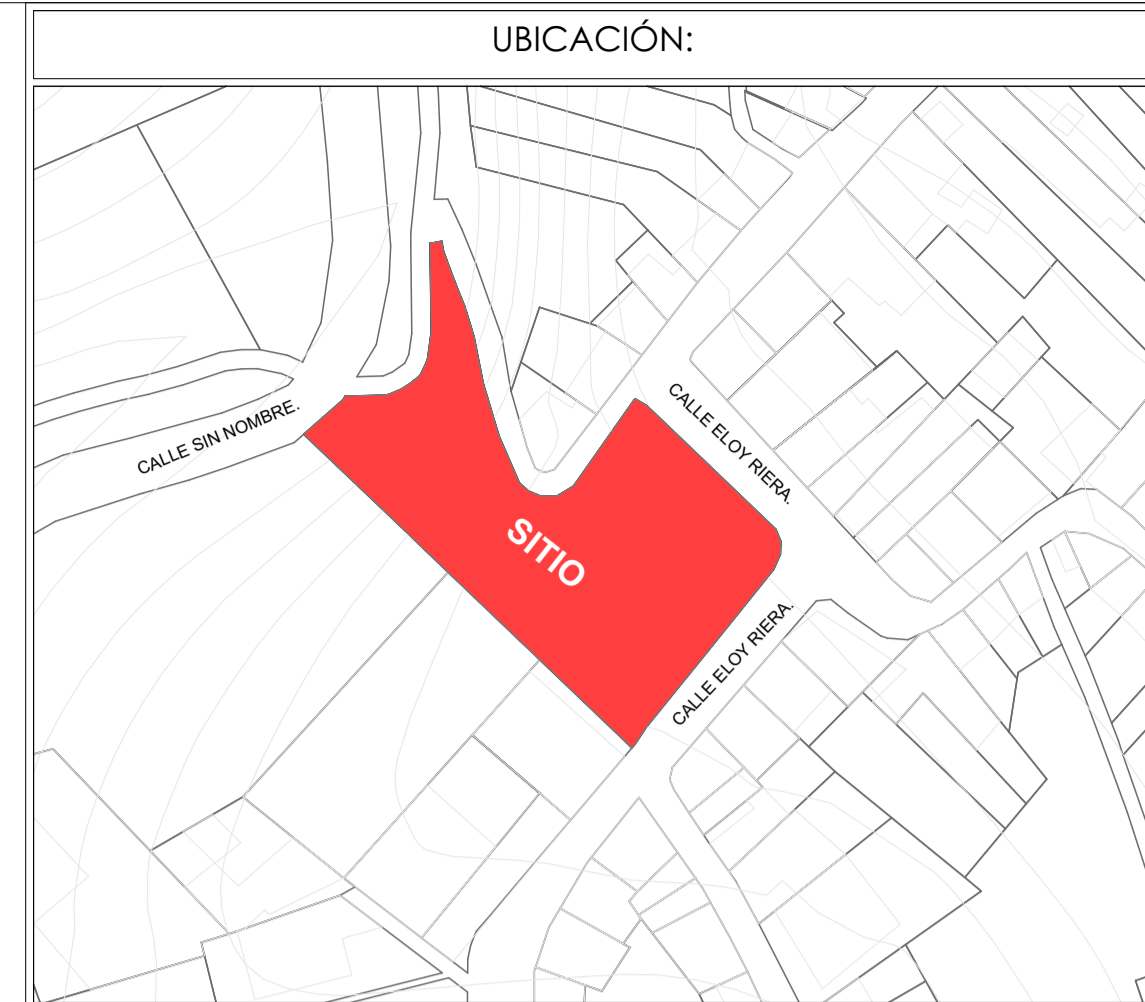 UBICACIÓN:
CALLE ELOY RIERA.
CALLE SIN NOMBRE.
SITIO
CALLE ELOY RIERA.